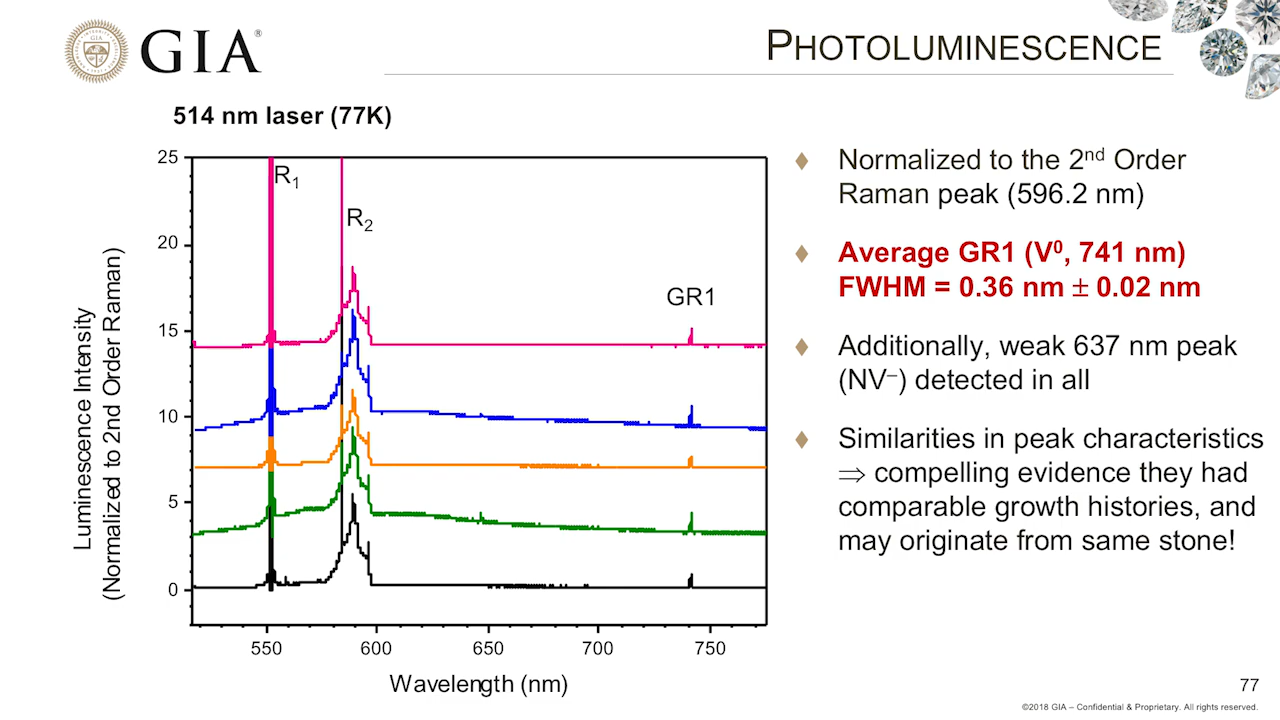 GIA®
PHOTOLUMINESCENCE
514 nm laser (77K)
25
20
15
10
5
0
Luminescence Intensity
(Normalized to 2nd Order Raman)
R1
R2
GR1
550
600
650
700
750
Wavelength (nm)
♦ Normalized to the 2nd Order
Raman peak (596.2 nm)
♦ Average GR1 (V⁰, 741 nm)
FWHM = 0.36 nm ± 0.02 nm
♦ Additionally, weak 637 nm peak
(NV–) detected in all
♦ Similarities in peak characteristics
⇒ compelling evidence they had
comparable growth histories, and
may originate from same stone!
77
©2018 GIA – Confidential & Proprietary. All rights reserved.